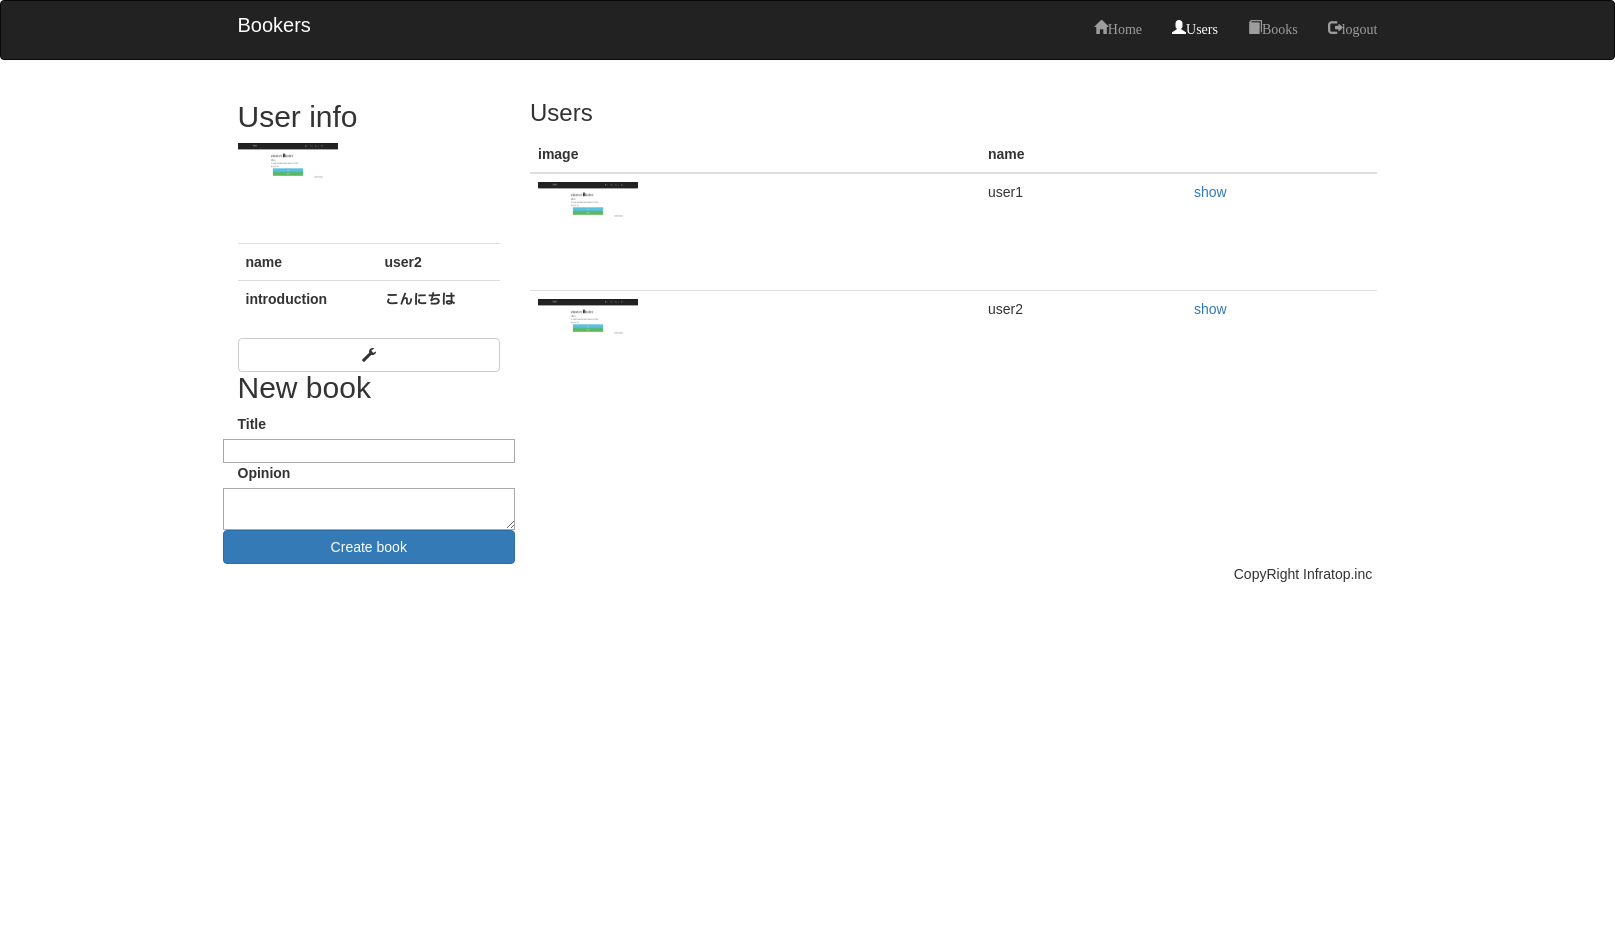 Bookers
Home Users Books logout
User info
name user2
introduction こんにちは
New book
Title
Opinion
Create book
Users
image name
user1 show
user2 show
CopyRight Infratop.inc